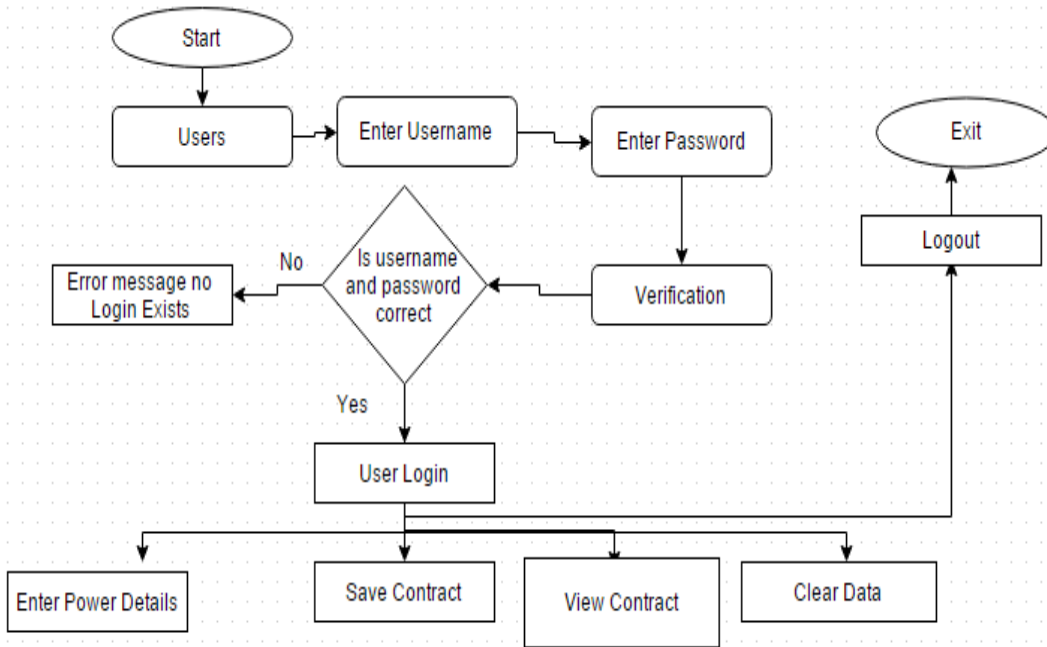 Start
Users
Enter Username
Enter Password
Exit
Logout
Verification
Is username
and password
correct
No
Error message no
Login Exists
Yes
User Login
Enter Power Details
Save Contract
View Contract
Clear Data